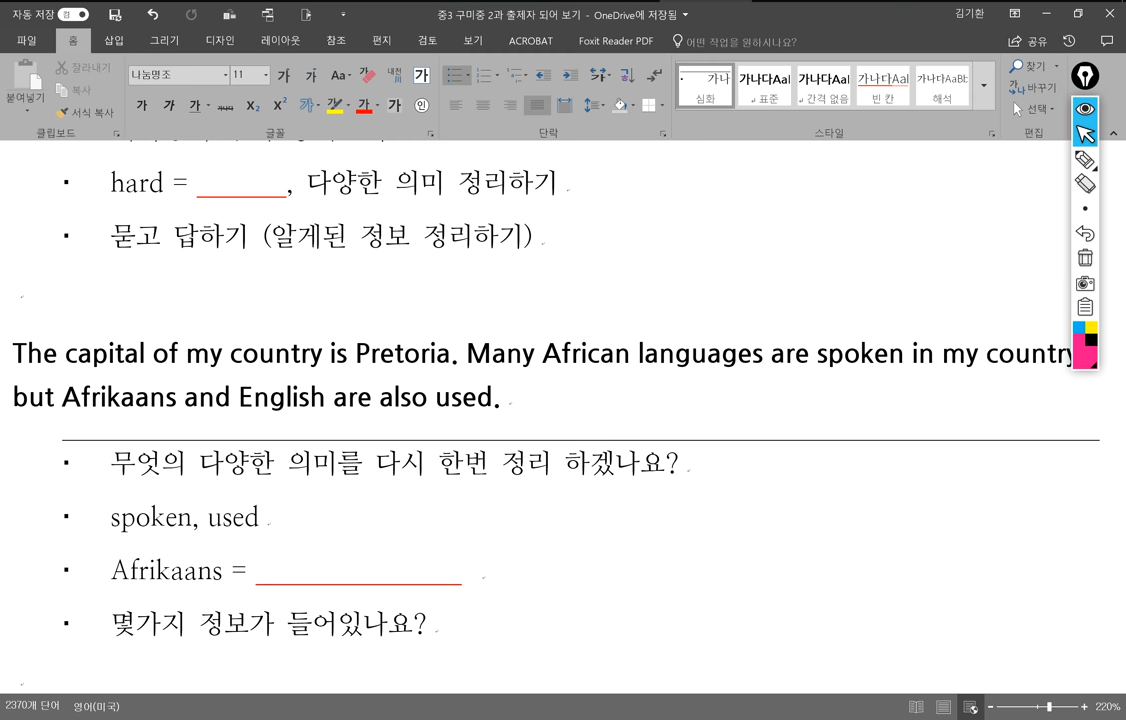 자동 저장 켬 중3 구미중 2과 출제자 되어 보기 - OneDrive에 저장됨 김기환
파일 홈 삽입 그리기 디자인 레이아웃 참조 편지 검토 보기 ACROBAT Foxit Reader PDF 어떤 작업을 원하시나요? 공유
붙여넣기 잘라내기 복사 서식 복사
나눔명조 11
가나 가나다AaI 가나다AaI 가나다AaI 가나다AaBb
심화 표준 간격 없음 빈 칸 해석
찾기 바꾸기 선택
클립보드 글꼴 단락 스타일 편집
· hard = ______, 다양한 의미 정리하기
· 묻고 답하기 (알게된 정보 정리하기)
The capital of my country is Pretoria. Many African languages are spoken in my country
but Afrikaans and English are also used.
· 무엇의 다양한 의미를 다시 한번 정리 하겠나요?
· spoken, used
· Afrikaans = ______________
· 몇가지 정보가 들어있나요?
2370개 단어 영어(미국) 220%